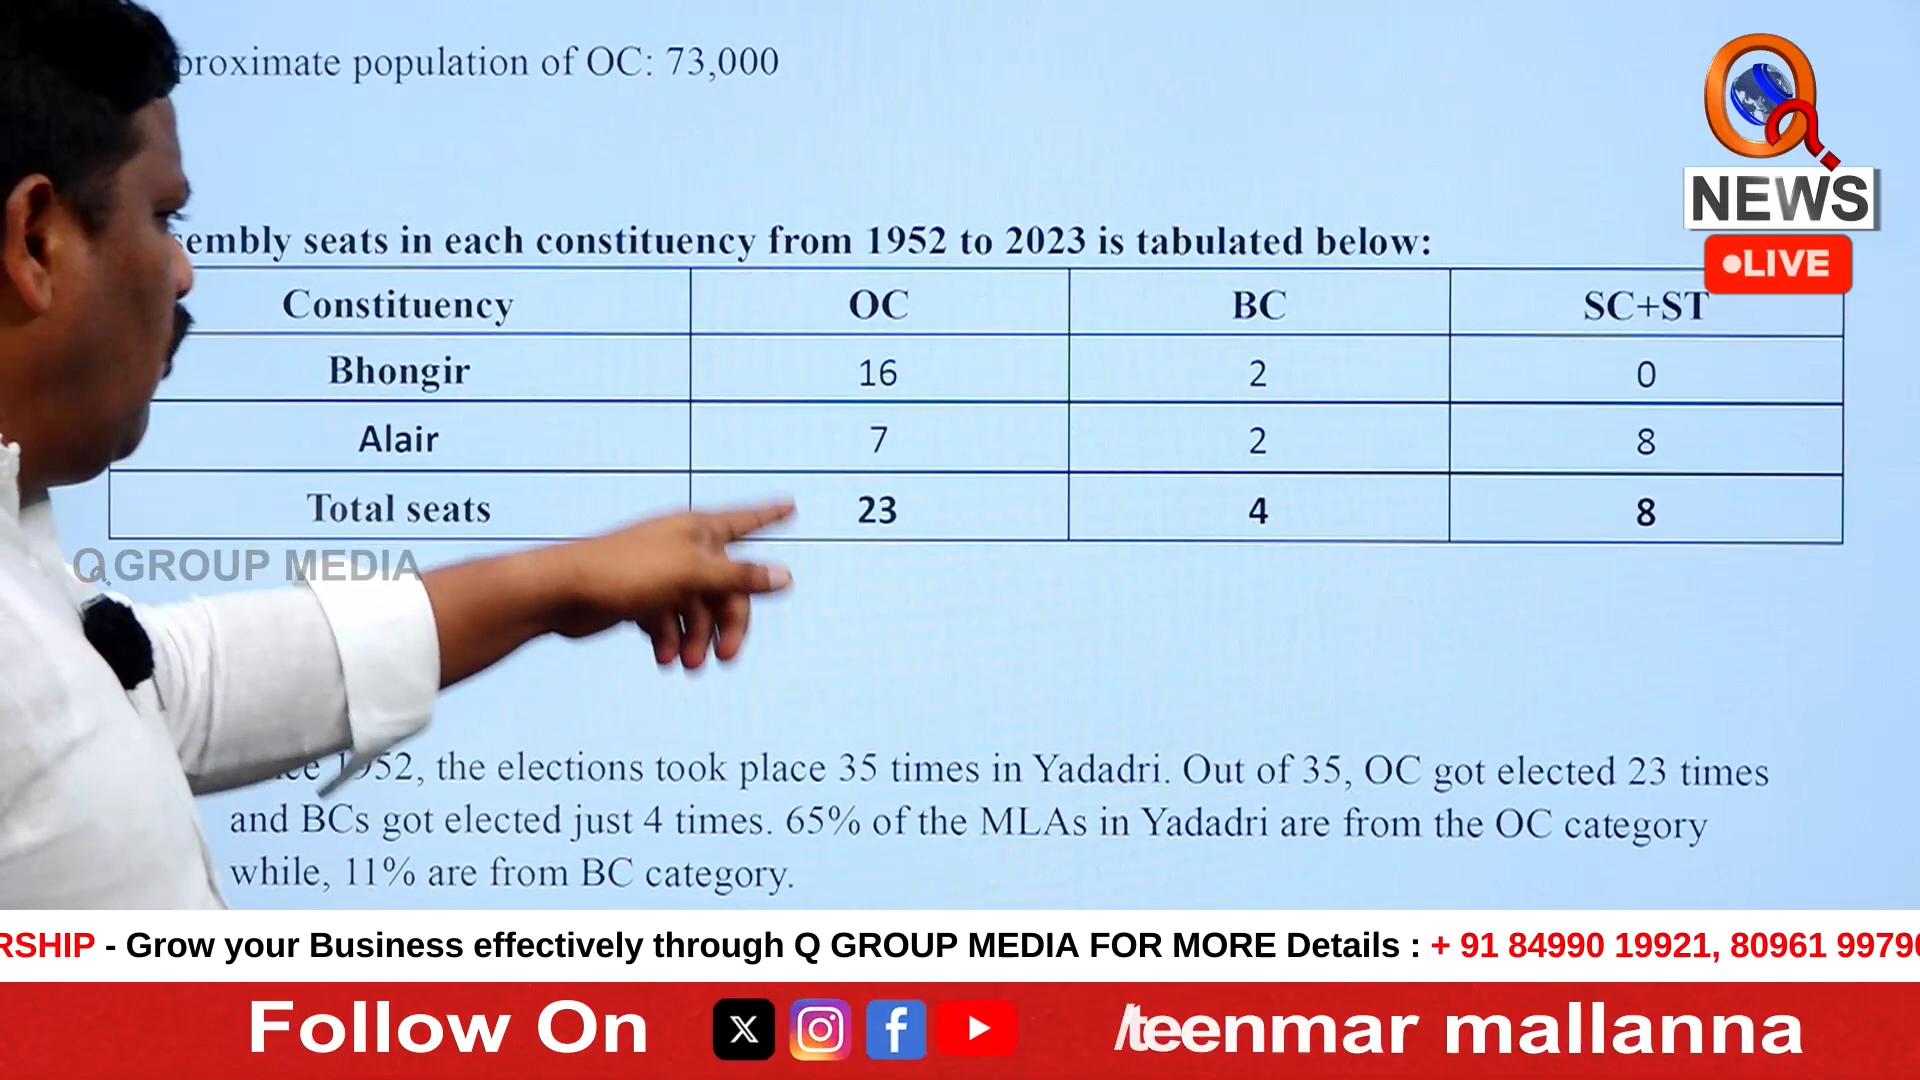 proximate population of OC: 73,000
NEWS
LIVE
sembly seats in each constituency from 1952 to 2023 is tabulated below:
Constituency OC BC SC+ST
Bhongir 16 2 0
Alair 7 2 8
Total seats 23 4 8
Q GROUP MEDIA
1952, the elections took place 35 times in Yadadri. Out of 35, OC got elected 23 times
and BCs got elected just 4 times. 65% of the MLAs in Yadadri are from the OC category
while, 11% are from BC category.
RSHIP - Grow your Business effectively through Q GROUP MEDIA FOR MORE Details : + 91 84990 19921, 80961 99790
Follow On /teenmar mallanna